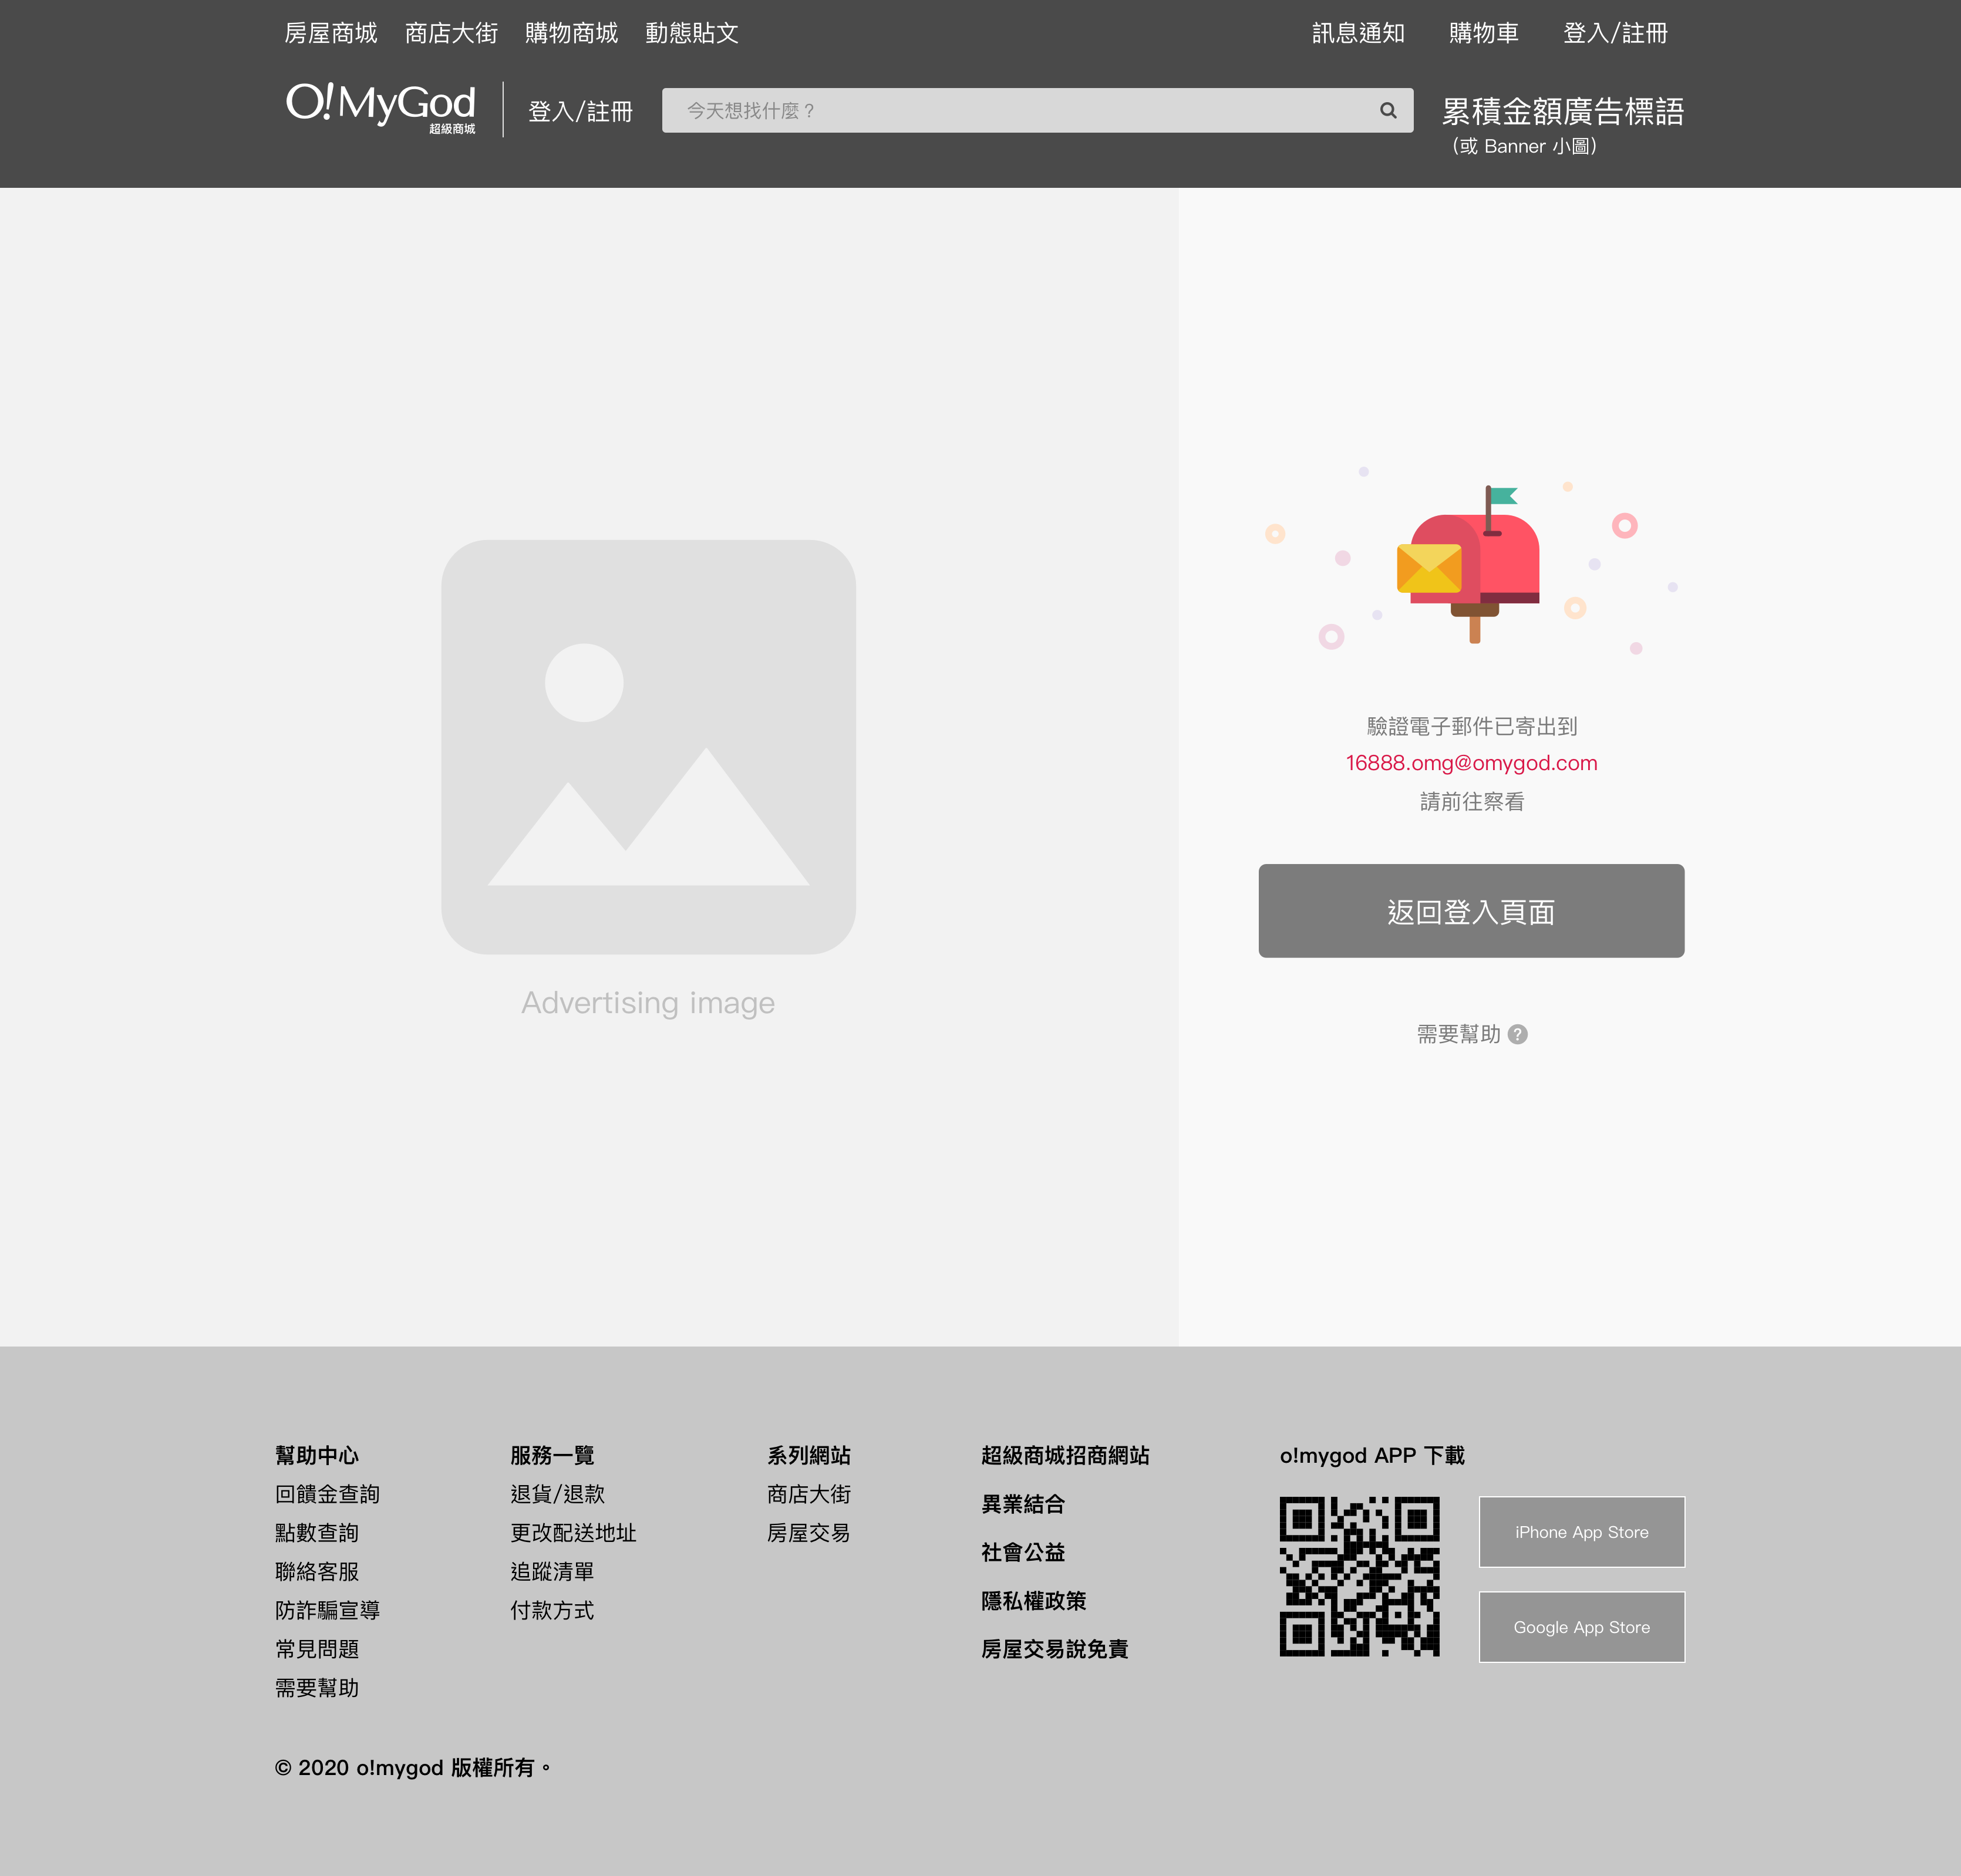 房屋商城 商店大街 購物商城 動態貼文 訊息通知 購物車 登入/註冊
O!MyGod
超級商城
登入/註冊
今天想找什麼？
累積金額廣告標語
(或 Banner 小圖)
Advertising image
驗證電子郵件已寄出到
16888.omg@omygod.com
請前往察看
返回登入頁面
需要幫助 ?
幫助中心
回饋金查詢
點數查詢
聯絡客服
防詐騙宣導
常見問題
需要幫助
服務一覽
退貨/退款
更改配送地址
追蹤清單
付款方式
系列網站
商店大街
房屋交易
超級商城招商網站
異業結合
社會公益
隱私權政策
房屋交易說免責
o!mygod APP 下載
iPhone App Store
Google App Store
© 2020 o!mygod 版權所有。